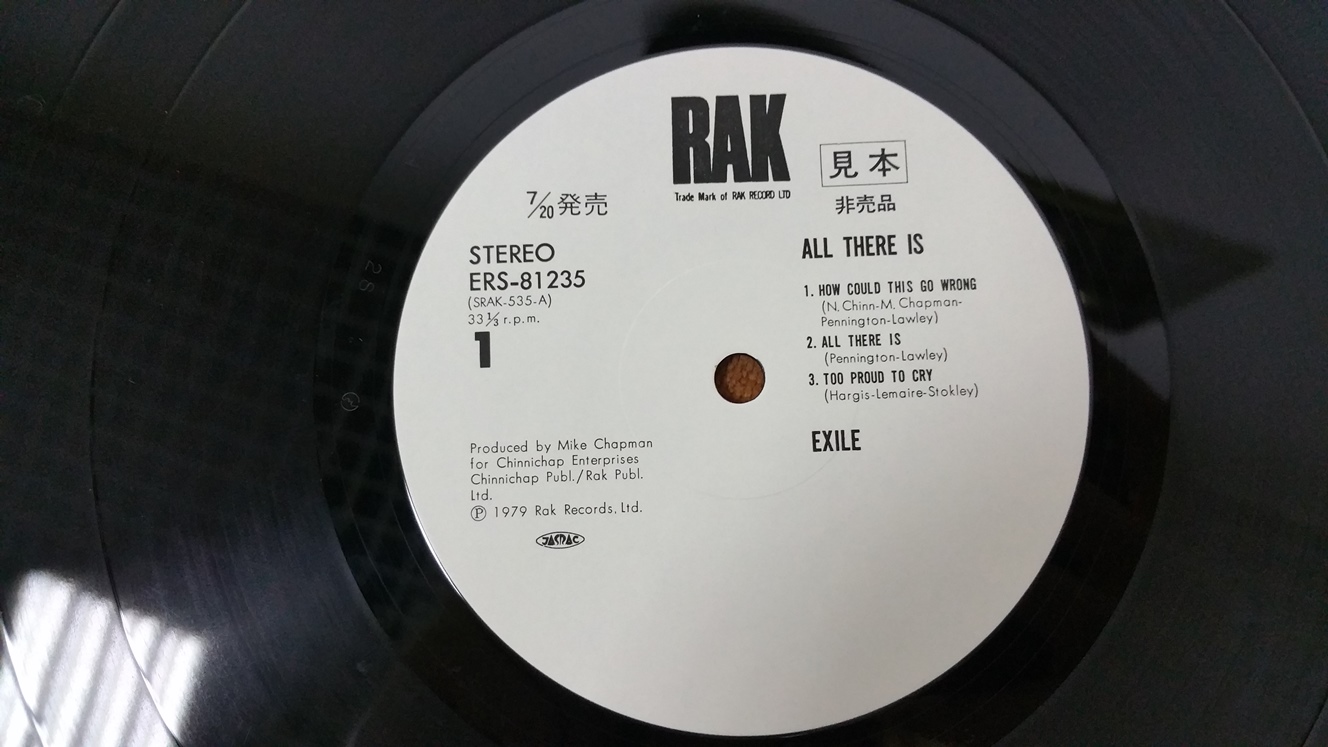 RAK
Trade Mark of RAK RECORD LTD
見本
非売品
7/20発売
STEREO
ERS-81235
(SRAK-535-A)
33⅓ r.p.m.
1
ALL THERE IS
1. HOW COULD THIS GO WRONG
(N. Chinn-M. Chapman-
Pennington-Lawley)
2. ALL THERE IS
(Pennington-Lawley)
3. TOO PROUD TO CRY
(Hargis-Lemaire-Stokley)
EXILE
Produced by Mike Chapman
for Chinnichap Enterprises
Chinnichap Publ./Rak Publ.
Ltd.
Ⓟ 1979 Rak Records, Ltd.
JASRAC
2S